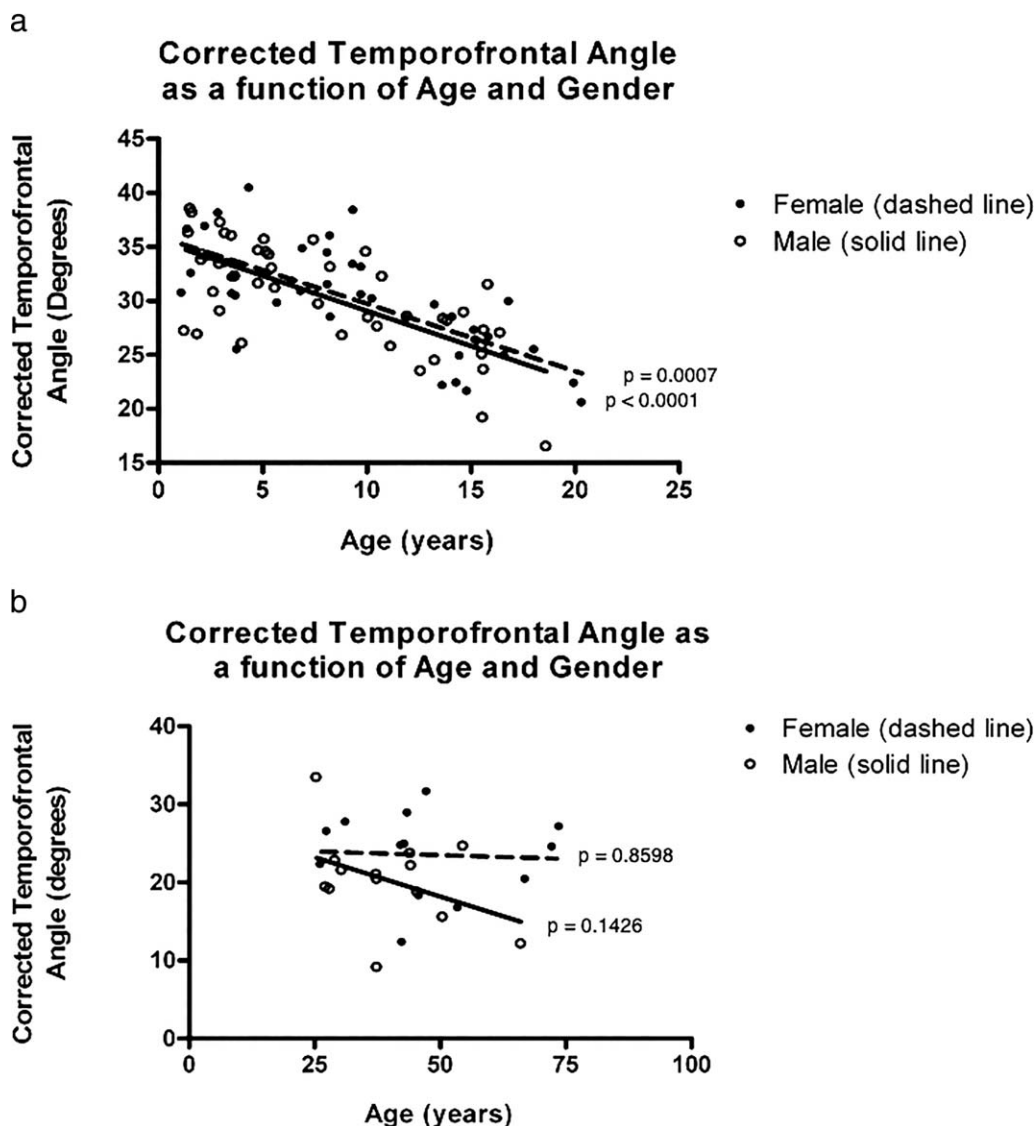 a
Corrected Temporofrontal Angle
as a function of Age and Gender
Corrected Temporofrontal
Angle (Degrees)
45
40
35
30
25
20
15
0 5 10 15 20 25
Age (years)
Female (dashed line)
Male (solid line)
p = 0.0007
p < 0.0001
b
Corrected Temporofrontal Angle as
a function of Age and Gender
Corrected Temporofrontal
Angle (degrees)
40
30
20
10
0
0 25 50 75 100
Age (years)
Female (dashed line)
Male (solid line)
p = 0.8598
p = 0.1426